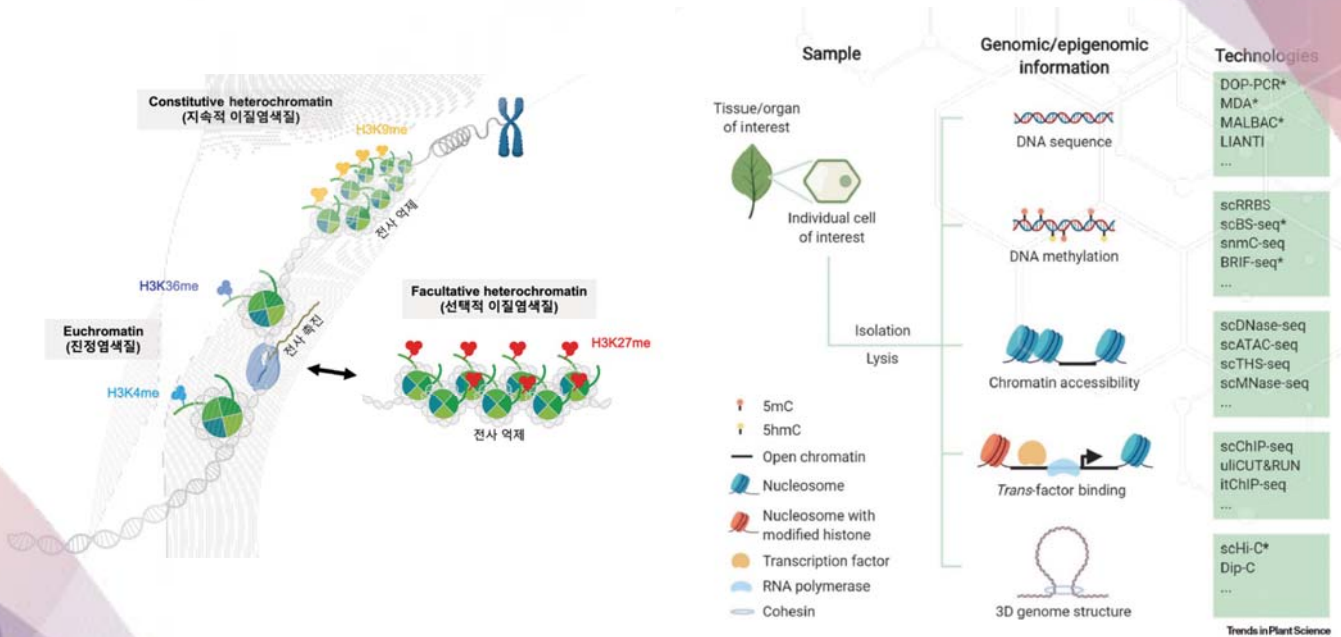 Constitutive heterochromatin
(지속적 이질염색질)
H3K9me
전사 억제
H3K36me
Euchromatin
(진정염색질)
전사 촉진
H3K4me
Facultative heterochromatin
(선택적 이질염색질)
H3K27me
전사 억제
Sample
Tissue/organ
of interest
Individual cell
of interest
Isolation
Lysis
5mC
5hmC
Open chromatin
Nucleosome
Nucleosome with
modified histone
Transcription factor
RNA polymerase
Cohesin
Genomic/epigenomic
information
DNA sequence
DNA methylation
Chromatin accessibility
Trans-factor binding
3D genome structure
Technologies
DOP-PCR*
MDA*
MALBAC*
LIANTI
...
scRRBS
scBS-seq*
snmC-seq
BRIF-seq*
...
scDNase-seq
scATAC-seq
scTHS-seq
scMNase-seq
...
scChIP-seq
uliCUT&RUN
itChIP-seq
...
scHi-C*
Dip-C
...
Trends in Plant Science